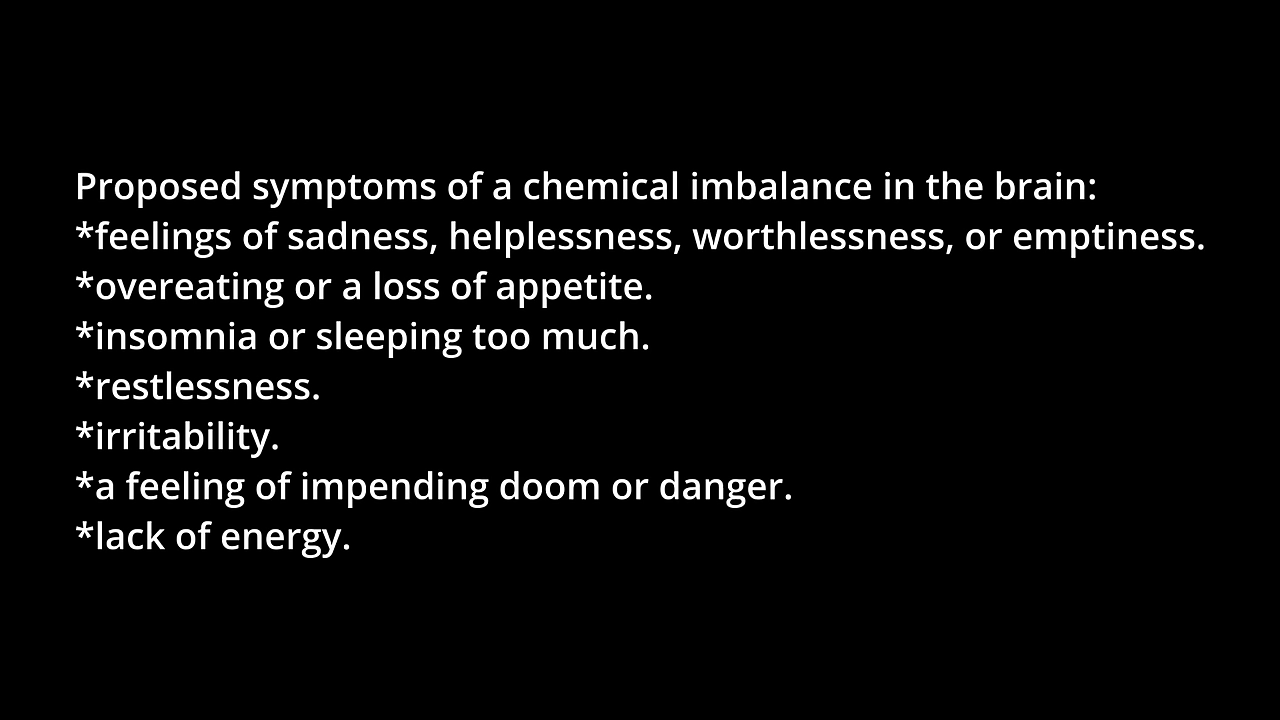 Proposed symptoms of a chemical imbalance in the brain:
*feelings of sadness, helplessness, worthlessness, or emptiness.
*overeating or a loss of appetite.
*insomnia or sleeping too much.
*restlessness.
*irritability.
*a feeling of impending doom or danger.
*lack of energy.